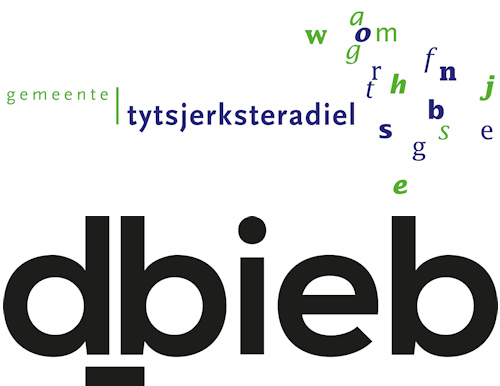 gemeente
tytsjerksteradiel
w a o m
g
r f n
t h j
b
s s e
g
e
dbieb